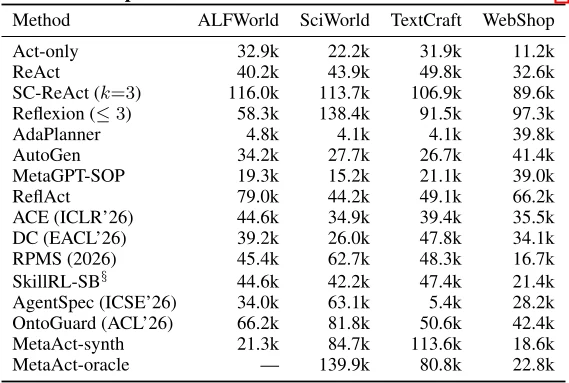 Method ALFWorld SciWorld TextCraft WebShop
Act-only 32.9k 22.2k 31.9k 11.2k
ReAct 40.2k 43.9k 49.8k 32.6k
SC-ReAct (k=3) 116.0k 113.7k 106.9k 89.6k
Reflexion (≤ 3) 58.3k 138.4k 91.5k 97.3k
AdaPlanner 4.8k 4.1k 4.1k 39.8k
AutoGen 34.2k 27.7k 26.7k 41.4k
MetaGPT-SOP 19.3k 15.2k 21.1k 39.0k
ReflAct 79.0k 44.2k 49.1k 66.2k
ACE (ICLR'26) 44.6k 34.9k 39.4k 35.5k
DC (EACL'26) 39.2k 26.0k 47.8k 34.1k
RPMS (2026) 45.4k 62.7k 48.3k 16.7k
SkillRL-SB§ 44.6k 42.2k 47.4k 21.4k
AgentSpec (ICSE'26) 34.0k 63.1k 5.4k 28.2k
OntoGuard (ACL'26) 66.2k 81.8k 50.6k 42.4k
MetaAct-synth 21.3k 84.7k 113.6k 18.6k
MetaAct-oracle — 139.9k 80.8k 22.8k